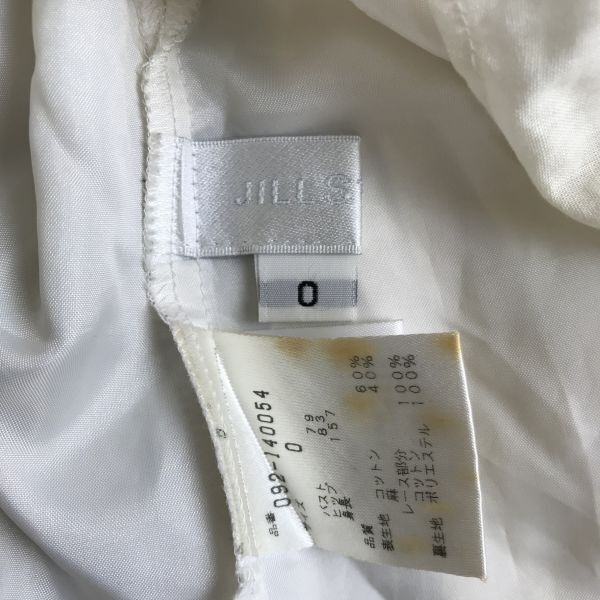 JILLS
0
品番 092-140054
サイズ 0
バスト 79
ヒップ 83
身長 157
品質
表生地 コットン 60%
麻 40%
レース部分
コットン 100%
裏生地 ポリエステル 100%